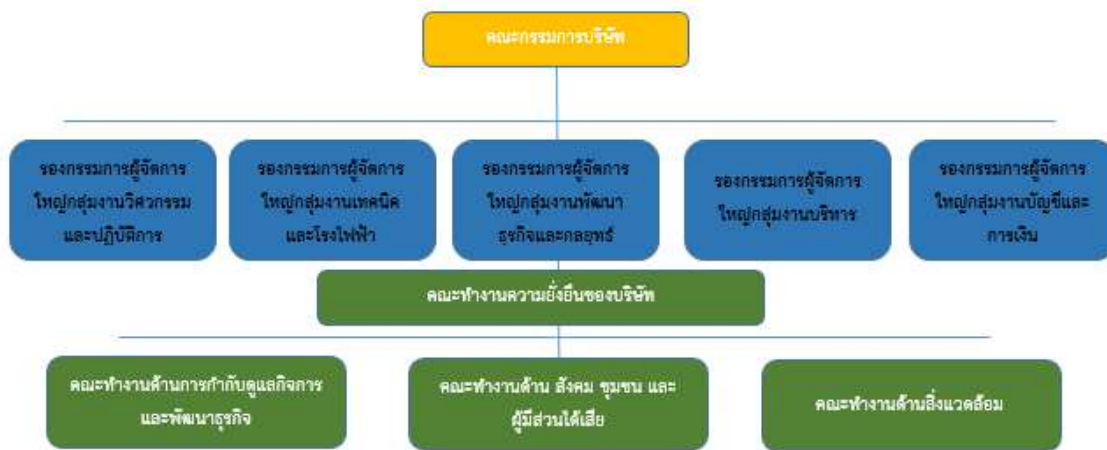 คณะกรรมการบริษัท
รองกรรมการผู้จัดการ
ใหญ่กลุ่มงานวิศวกรรม
และปฏิบัติการ
รองกรรมการผู้จัดการ
ใหญ่กลุ่มงานเทคนิค
และโรงไฟฟ้า
รองกรรมการผู้จัดการ
ใหญ่กลุ่มงานพัฒนา
ธุรกิจและกลยุทธ์
รองกรรมการผู้จัดการ
ใหญ่กลุ่มงานบริหาร
รองกรรมการผู้จัดการ
ใหญ่กลุ่มงานบัญชีและ
การเงิน
คณะทำงานความยั่งยืนของบริษัท
คณะทำงานด้านการกำกับดูแลกิจการ
และพัฒนาธุรกิจ
คณะทำงานด้าน สังคม ชุมชน และ
ผู้มีส่วนได้เสีย
คณะทำงานด้านสิ่งแวดล้อม